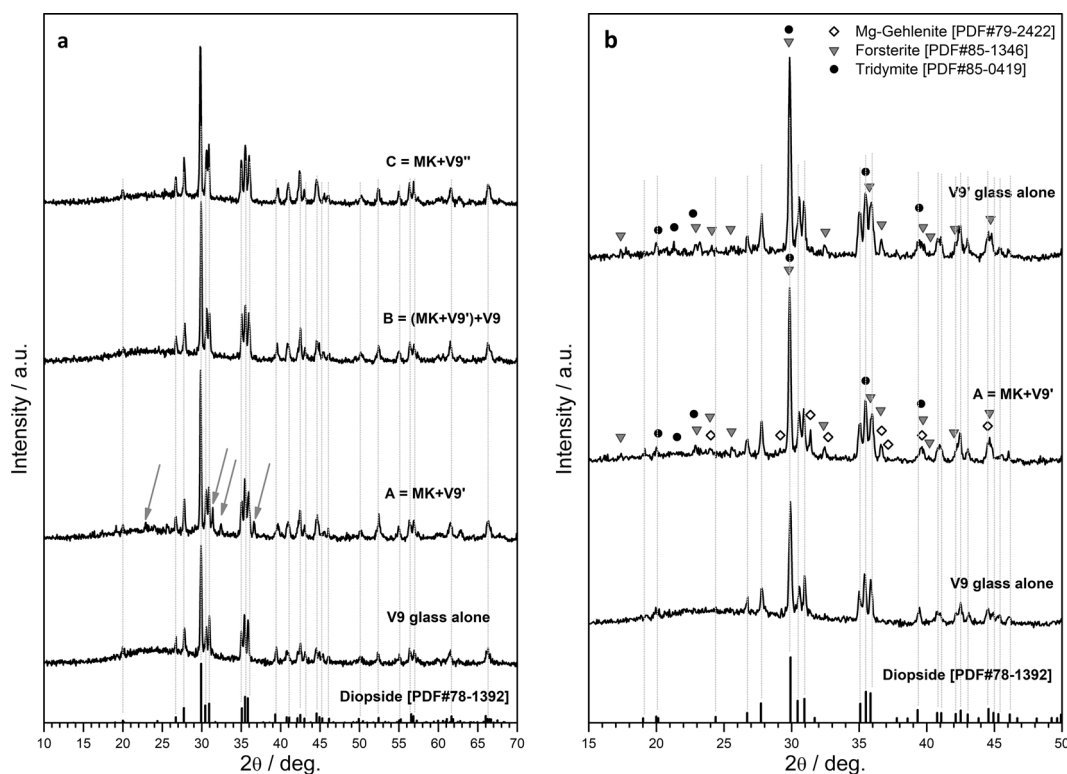 a
C = MK+V9"
B = (MK+V9')+V9
A = MK+V9'
V9 glass alone
Diopside [PDF#78-1392]
Intensity / a.u.
10 15 20 25 30 35 40 45 50 55 60 65 70
2θ / deg.
b
Mg-Gehlenite [PDF#79-2422]
Forsterite [PDF#85-1346]
Tridymite [PDF#85-0419]
V9' glass alone
A = MK+V9'
V9 glass alone
Diopside [PDF#78-1392]
Intensity / a.u.
15 20 25 30 35 40 45 50
2θ / deg.